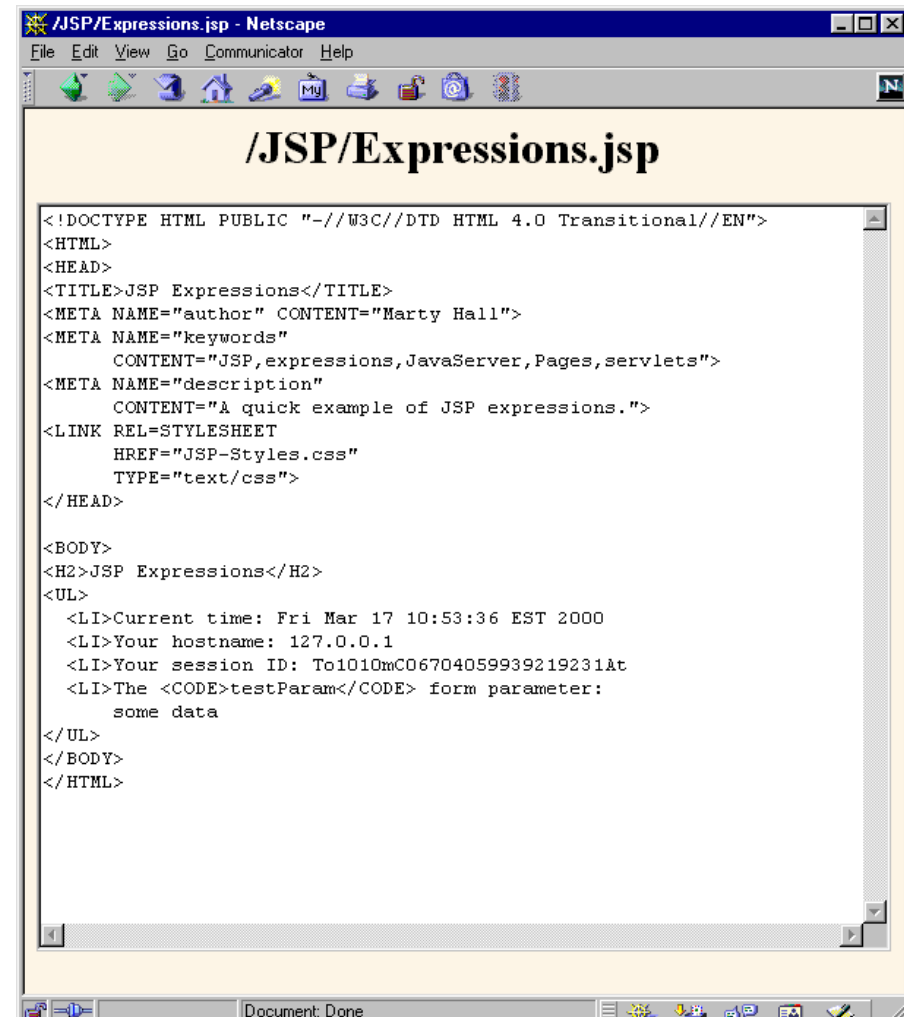 /JSP/Expressions.jsp - Netscape
File Edit View Go Communicator Help
My
N
/JSP/Expressions.jsp
<!DOCTYPE HTML PUBLIC "-//W3C//DTD HTML 4.0 Transitional//EN">
<HTML>
<HEAD>
<TITLE>JSP Expressions</TITLE>
<META NAME="author" CONTENT="Marty Hall">
<META NAME="keywords"
      CONTENT="JSP,expressions,JavaServer,Pages,servlets">
<META NAME="description"
      CONTENT="A quick example of JSP expressions.">
<LINK REL=STYLESHEET
      HREF="JSP-Styles.css"
      TYPE="text/css">
</HEAD>

<BODY>
<H2>JSP Expressions</H2>
<UL>
  <LI>Current time: Fri Mar 17 10:53:36 EST 2000
  <LI>Your hostname: 127.0.0.1
  <LI>Your session ID: To1010mC06704059939219231At
  <LI>The <CODE>testParam</CODE> form parameter:
      some data
</UL>
</BODY>
</HTML>
Document: Done